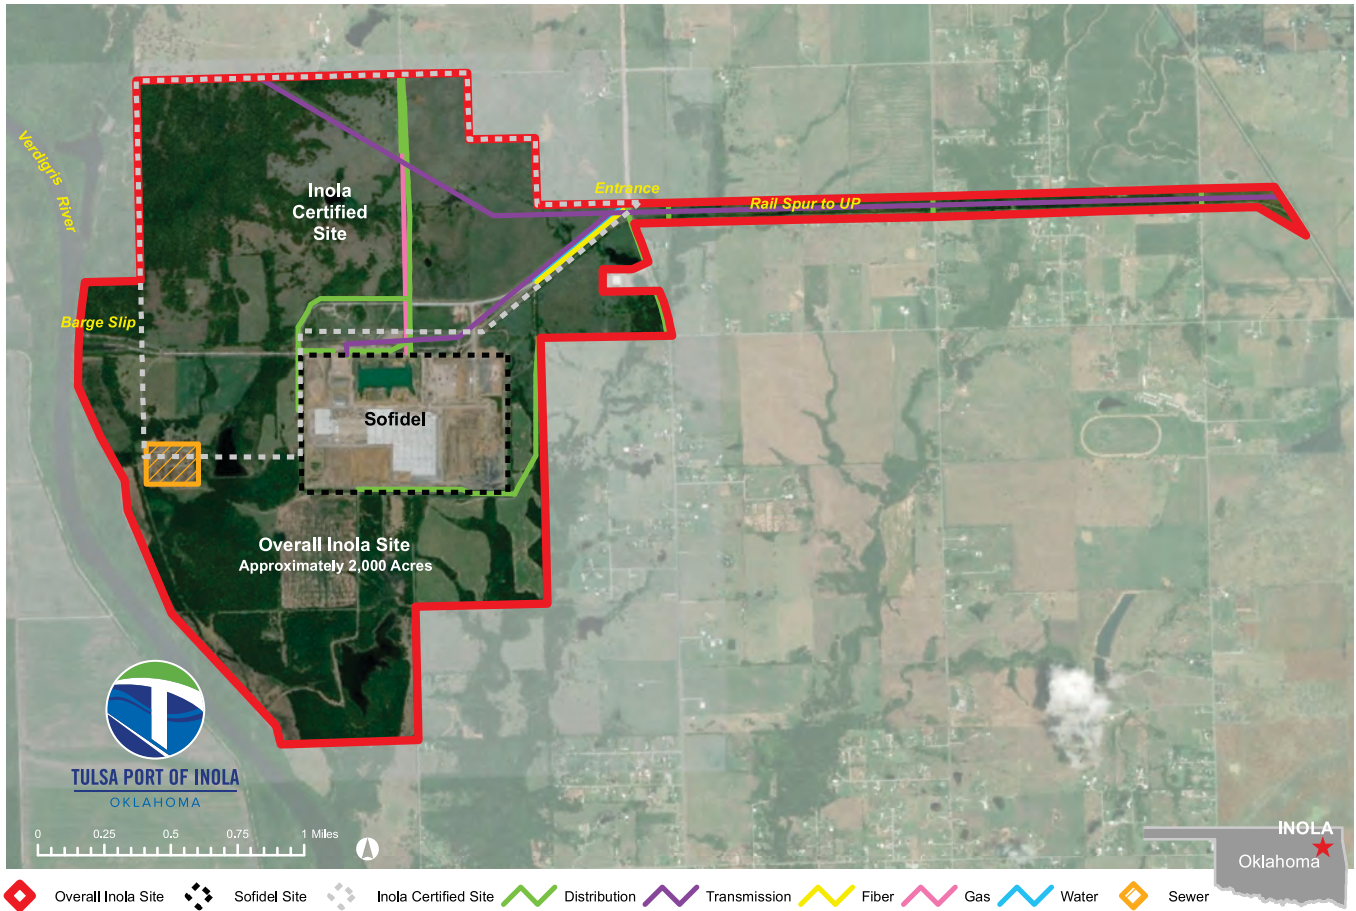 Verdigris
River
Inola
Certified
Site
Entrance
Rail Spur to UP
Barge Slip
Sofidel
Overall Inola Site
Approximately 2,000 Acres
T
TULSA PORT OF INOLA
OKLAHOMA
0 0.25 0.5 0.75 1 Miles
INOLA
Oklahoma
Overall Inola Site
Sofidel Site
Inola Certified Site
Distribution
Transmission
Fiber
Gas
Water
Sewer